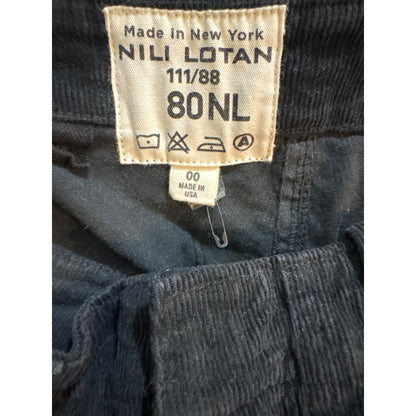 Made in New York
NILI LOTAN
111/88
80NL
A
00
MADE IN
USA